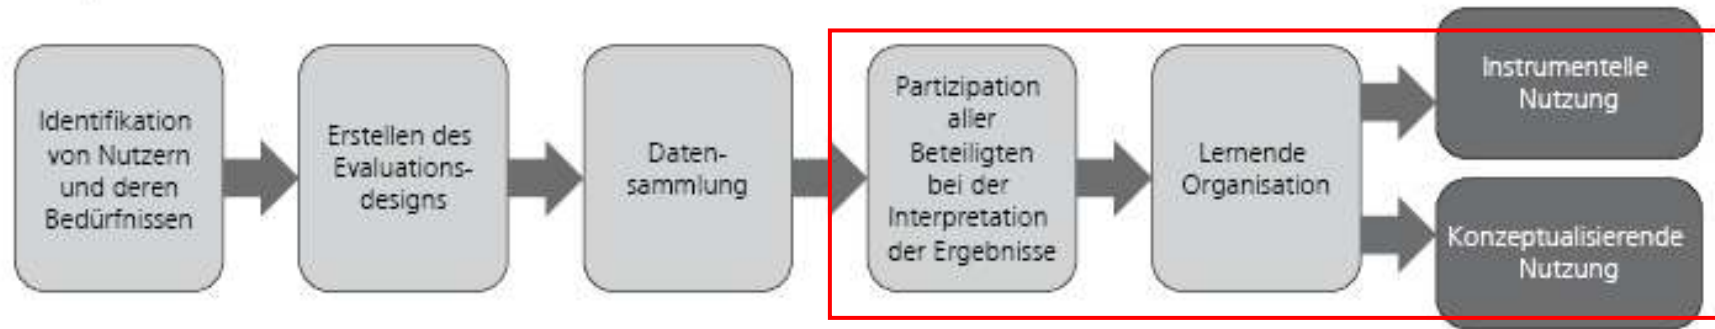 Identifikation
von Nutzern
und deren
Bedürfnissen
Erstellen des
Evaluations-
designs
Daten-
sammlung
Partizipation
aller
Beteiligten
bei der
Interpretation
der Ergebnisse
Lernende
Organisation
Instrumentelle
Nutzung
Konzeptualisierende
Nutzung